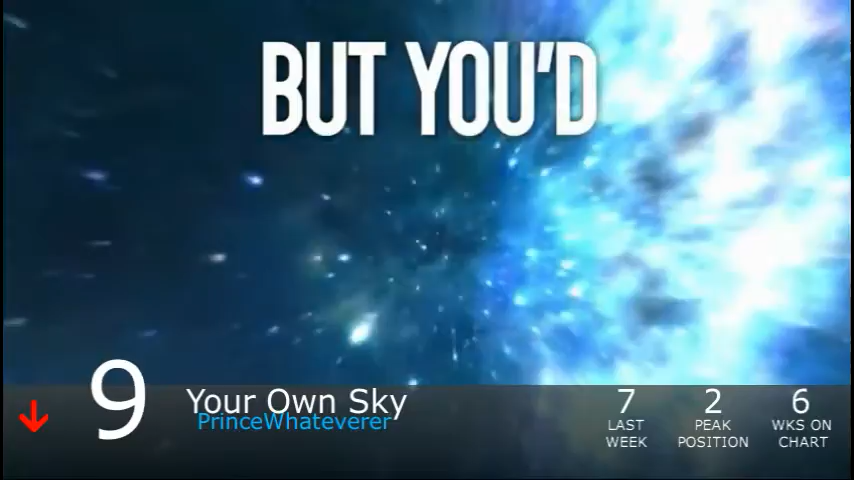 BUT YOU'D
9
Your Own Sky
PrinceWhateverer
7
LAST
WEEK
2
PEAK
POSITION
6
WKS ON
CHART